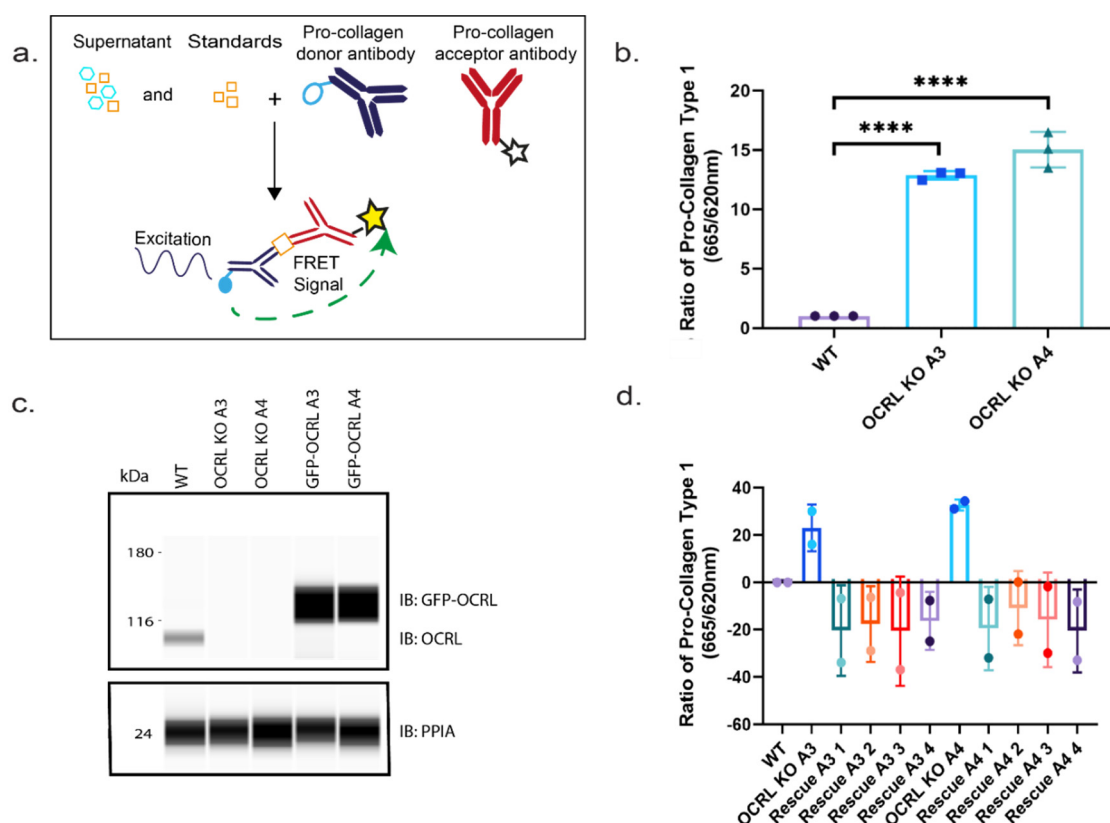 a.
Supernatant
and
Standards
+
Pro-collagen
donor antibody
Pro-collagen
acceptor antibody
Excitation
FRET
Signal
b.
Ratio of Pro-Collagen Type 1
(665/620nm)
20
15
10
5
0
****
****
WT
OCRL KO A3
OCRL KO A4
c.
kDa
WT
OCRL KO A3
OCRL KO A4
GFP-OCRL A3
GFP-OCRL A4
180
116
IB: GFP-OCRL
IB: OCRL
24
IB: PPIA
d.
Ratio of Pro-Collagen Type 1
(665/620nm)
40
20
0
-20
-40
-60
WT
OCRL KO A3
Rescue A3 1
Rescue A3 2
Rescue A3 3
Rescue A3 4
OCRL KO A4
Rescue A4 1
Rescue A4 2
Rescue A4 3
Rescue A4 4